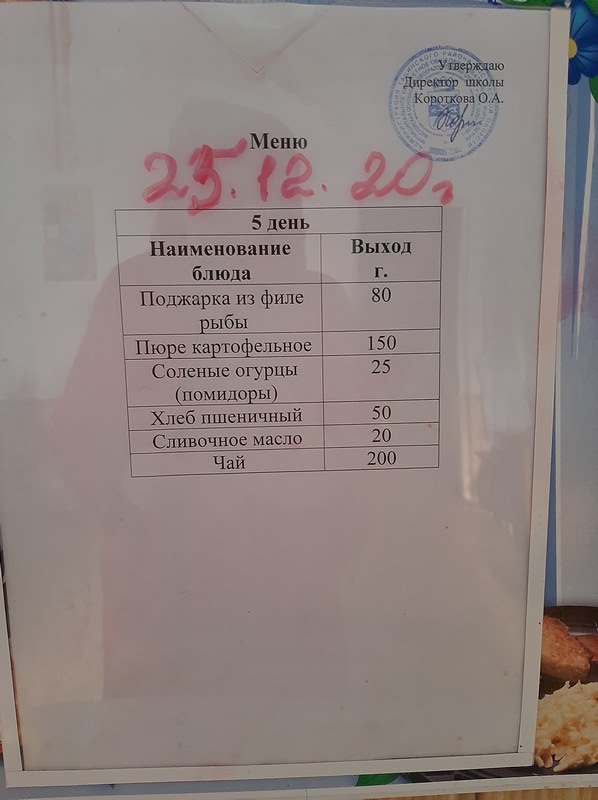 Утверждаю
Директор школы
Короткова О.А.
Меню
25.12.20г
5 день
Наименование блюда
Выход г.
Поджарка из филе рыбы
80
Пюре картофельное
150
Соленые огурцы (помидоры)
25
Хлеб пшеничный
50
Сливочное масло
20
Чай
200